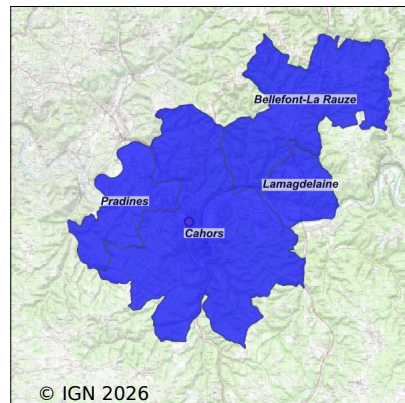 Bellefont-La Rauze
Lamagdelaine
Pradines
Cahors
© IGN 2026